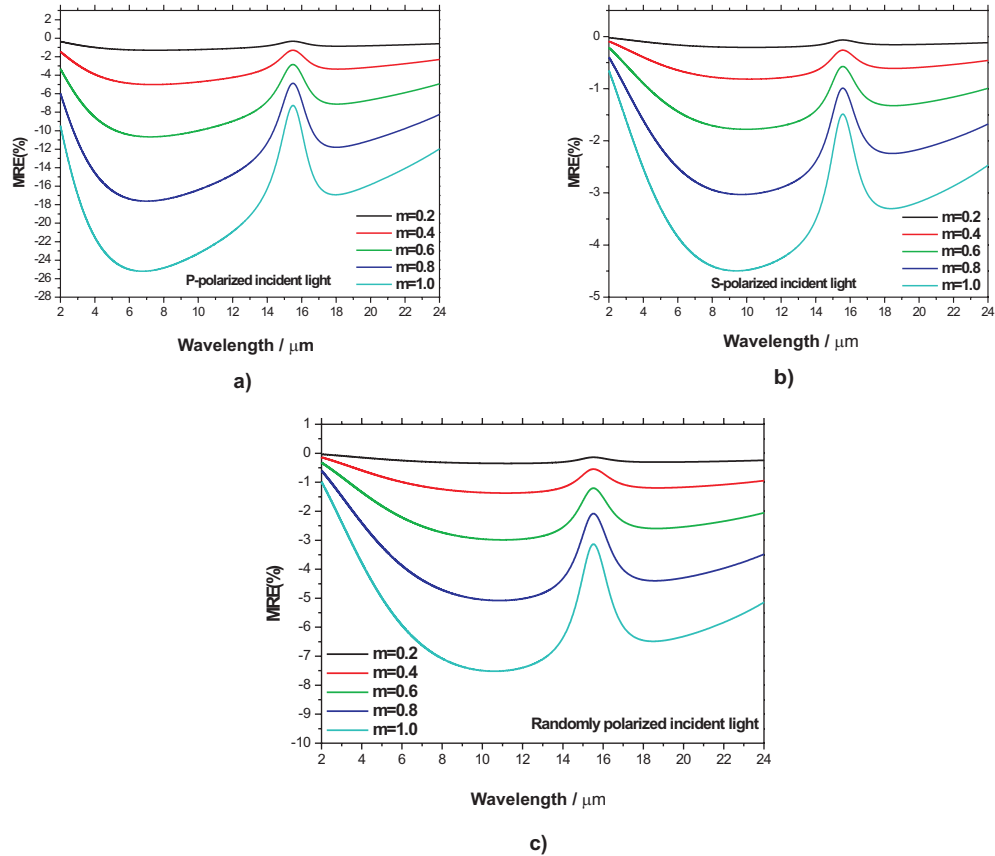 2
0
-2
-4
-6
-8
-10
-12
-14
-16
-18
-20
-22
-24
-26
-28
MRE(%)
m=0.2
m=0.4
m=0.6
m=0.8
m=1.0
P-polarized incident light
2 4 6 8 10 12 14 16 18 20 22 24
Wavelength / μm
a)
0
-1
-2
-3
-4
-5
MRE(%)
m=0.2
m=0.4
m=0.6
m=0.8
m=1.0
S-polarized incident light
2 4 6 8 10 12 14 16 18 20 22 24
Wavelength / μm
b)
1
0
-1
-2
-3
-4
-5
-6
-7
-8
-9
-10
MRE(%)
m=0.2
m=0.4
m=0.6
m=0.8
m=1.0
Randomly polarized incident light
2 4 6 8 10 12 14 16 18 20 22 24
Wavelength / μm
c)